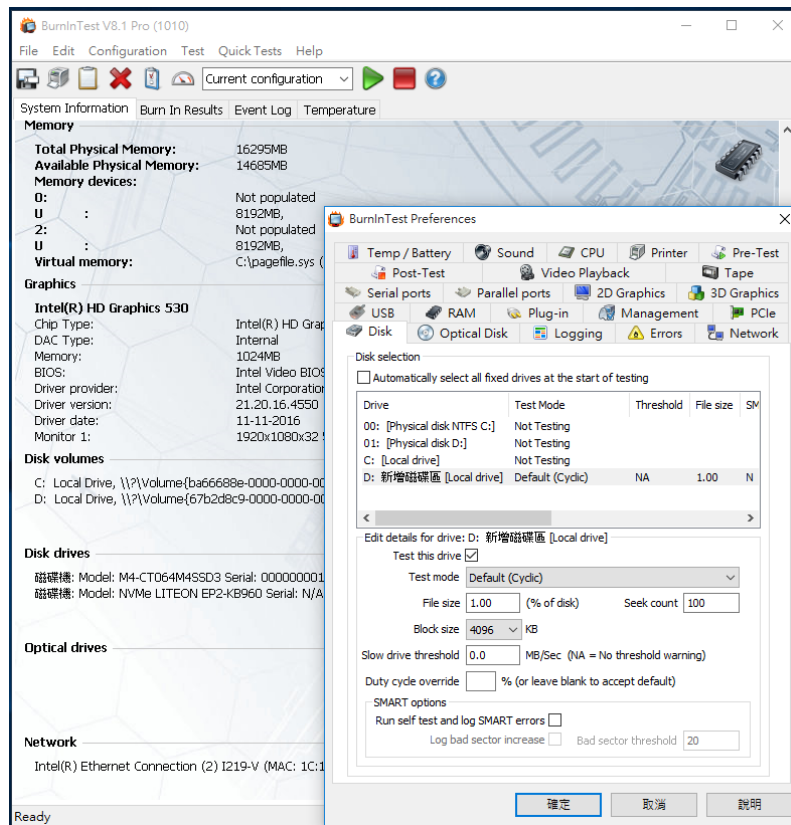 BurnInTest V8.1 Pro (1010)
File Edit Configuration Test Quick Tests Help
Current configuration
System Information Burn In Results Event Log Temperature
Memory
Total Physical Memory: 16295MB
Available Physical Memory: 14685MB
Memory devices:
0: Not populated
U : 8192MB,
2: Not populated
U : 8192MB,
Virtual memory: C:\pagefile.sys (
Graphics
Intel(R) HD Graphics 530
Chip Type: Intel(R) HD Grap
DAC Type: Internal
Memory: 1024MB
BIOS: Intel Video BIOS
Driver provider: Intel Corporation
Driver version: 21.20.16.4550
Driver date: 11-11-2016
Monitor 1: 1920x1080x32
Disk volumes
C: Local Drive, \\?\Volume{ba66688e-0000-0000-00
D: Local Drive, \\?\Volume{67b2d8c9-0000-0000-00
Disk drives
磁碟機: Model: M4-CT064M4SSD3 Serial: 000000001
磁碟機: Model: NVMe LITEON EP2-KB960 Serial: N/A
Optical drives
Network
Intel(R) Ethernet Connection (2) I219-V (MAC: 1C:1
Ready
BurnInTest Preferences
Temp / Battery Sound CPU Printer Pre-Test
Post-Test Video Playback Tape
Serial ports Parallel ports 2D Graphics 3D Graphics
USB RAM Plug-in Management PCIe
Disk Optical Disk Logging Errors Network
Disk selection
Automatically select all fixed drives at the start of testing
Drive Test Mode Threshold File size SM
00: [Physical disk NTFS C:] Not Testing
01: [Physical disk D:] Not Testing
C: [Local drive] Not Testing
D: 新增磁碟區 [Local drive] Default (Cyclic) NA 1.00 N
Edit details for drive: D: 新增磁碟區 [Local drive]
Test this drive
Test mode Default (Cyclic)
File size 1.00 (% of disk) Seek count 100
Block size 4096 KB
Slow drive threshold 0.0 MB/Sec (NA = No threshold warning)
Duty cycle override % (or leave blank to accept default)
SMART options
Run self test and log SMART errors
Log bad sector increase Bad sector threshold 20
確定 取消 說明